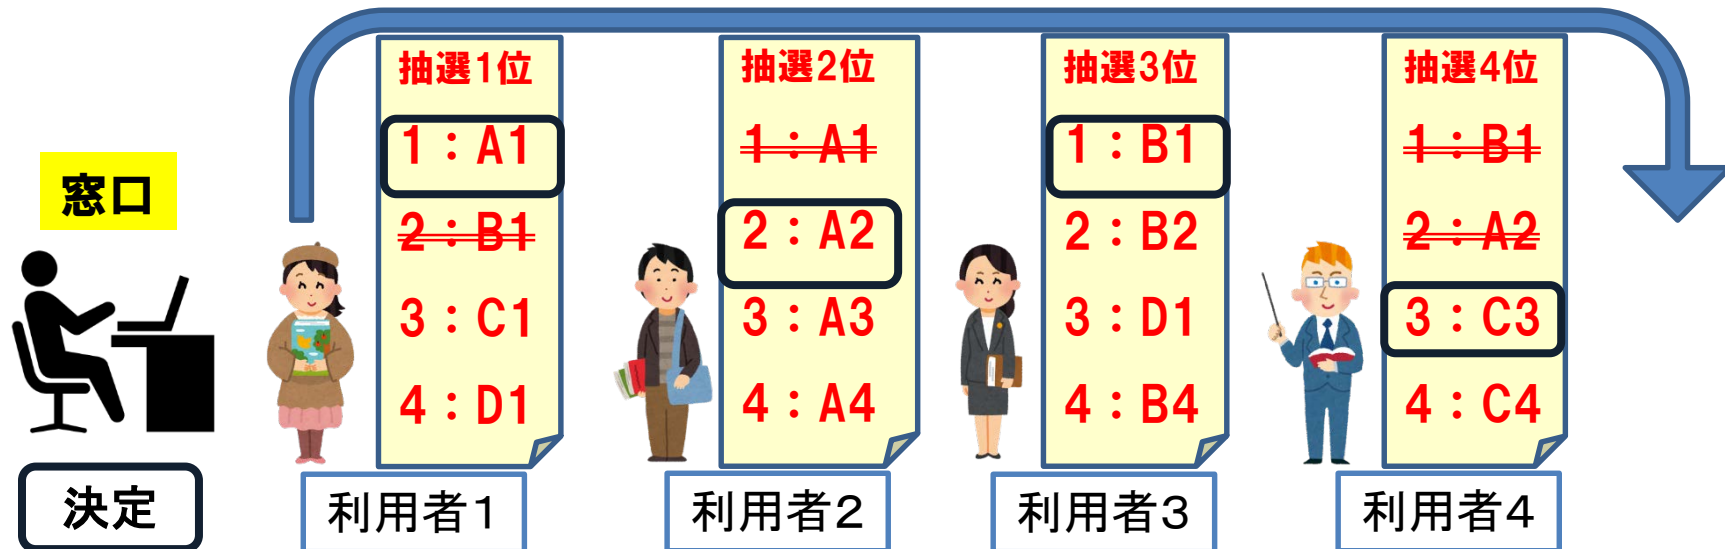 窓口
決定
抽選1位
1：A1
2：B1
3：C1
4：D1
利用者1
抽選2位
1：A1
2：A2
3：A3
4：A4
利用者2
抽選3位
1：B1
2：B2
3：D1
4：B4
利用者3
抽選4位
1：B1
2：A2
3：C3
4：C4
利用者4